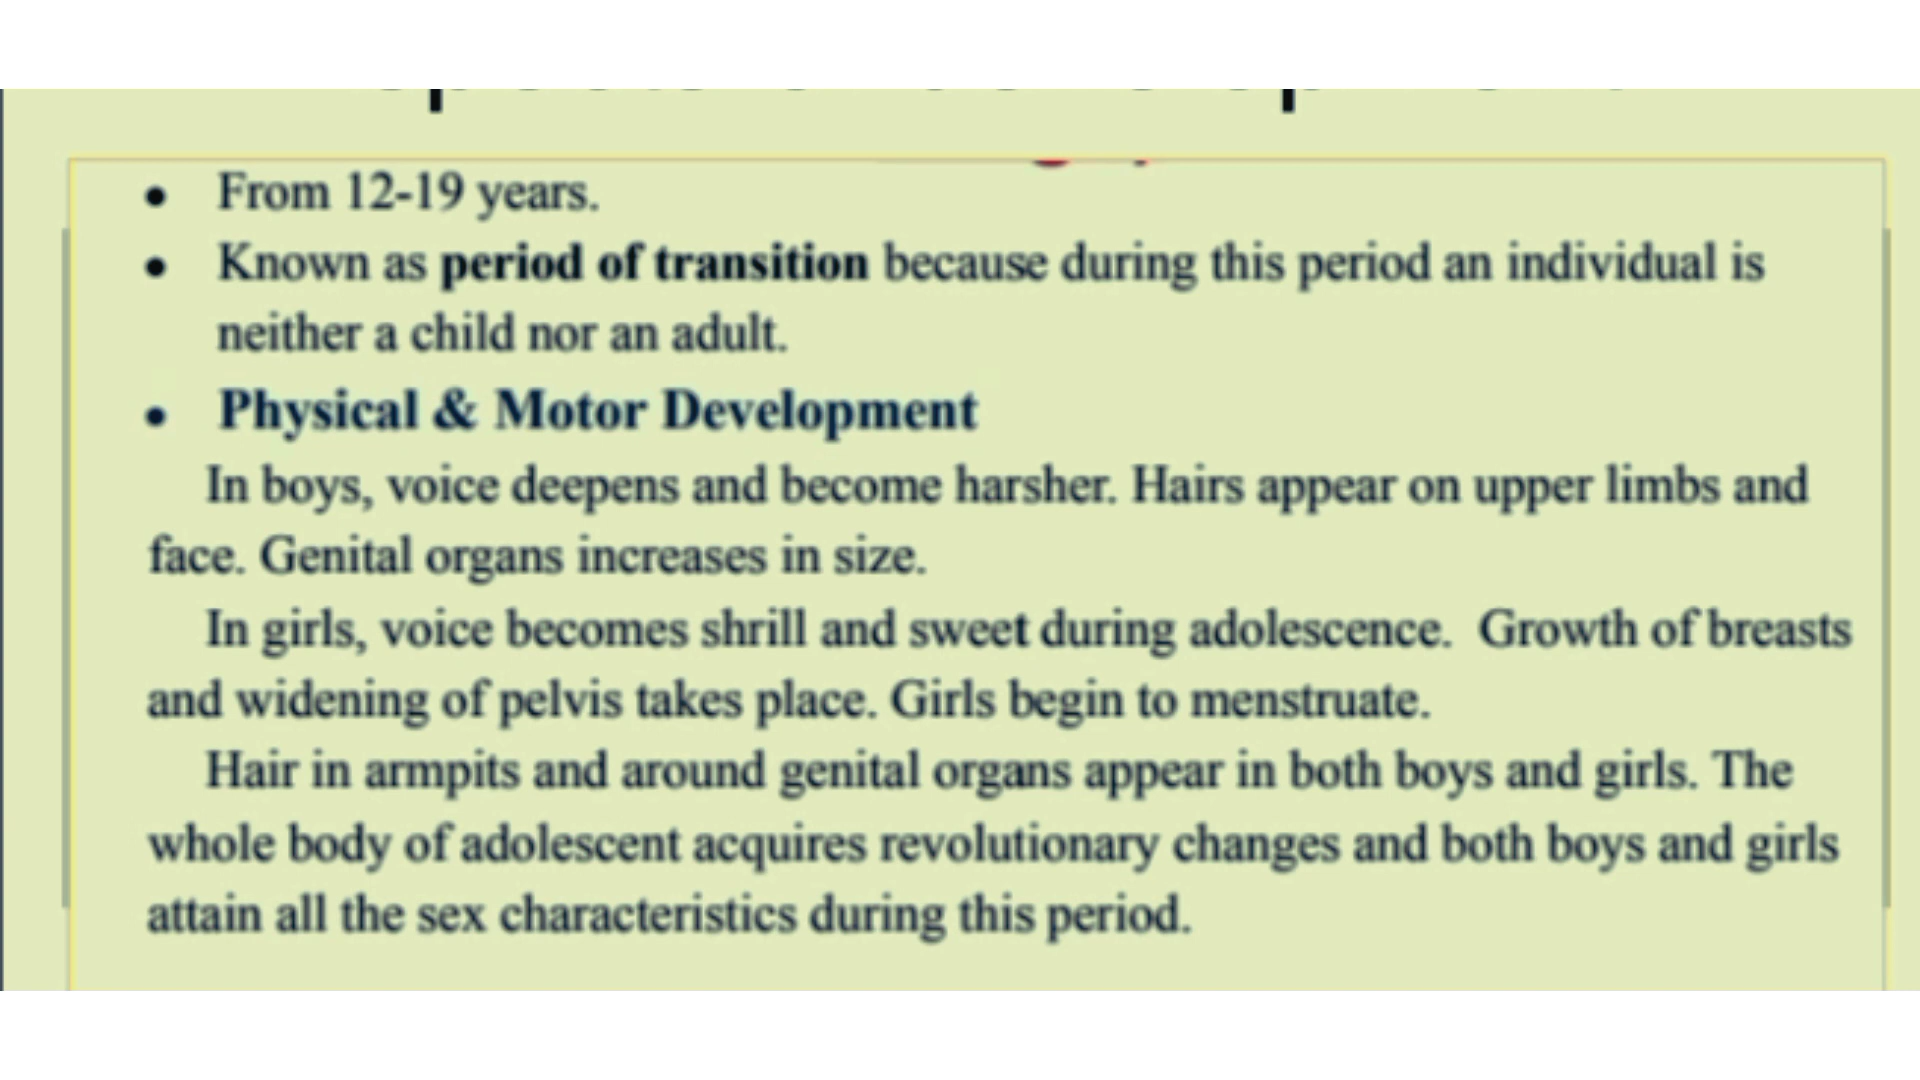 • From 12-19 years.
• Known as period of transition because during this period an individual is
neither a child nor an adult.
• Physical & Motor Development
In boys, voice deepens and become harsher. Hairs appear on upper limbs and
face. Genital organs increases in size.
In girls, voice becomes shrill and sweet during adolescence. Growth of breasts
and widening of pelvis takes place. Girls begin to menstruate.
Hair in armpits and around genital organs appear in both boys and girls. The
whole body of adolescent acquires revolutionary changes and both boys and girls
attain all the sex characteristics during this period.